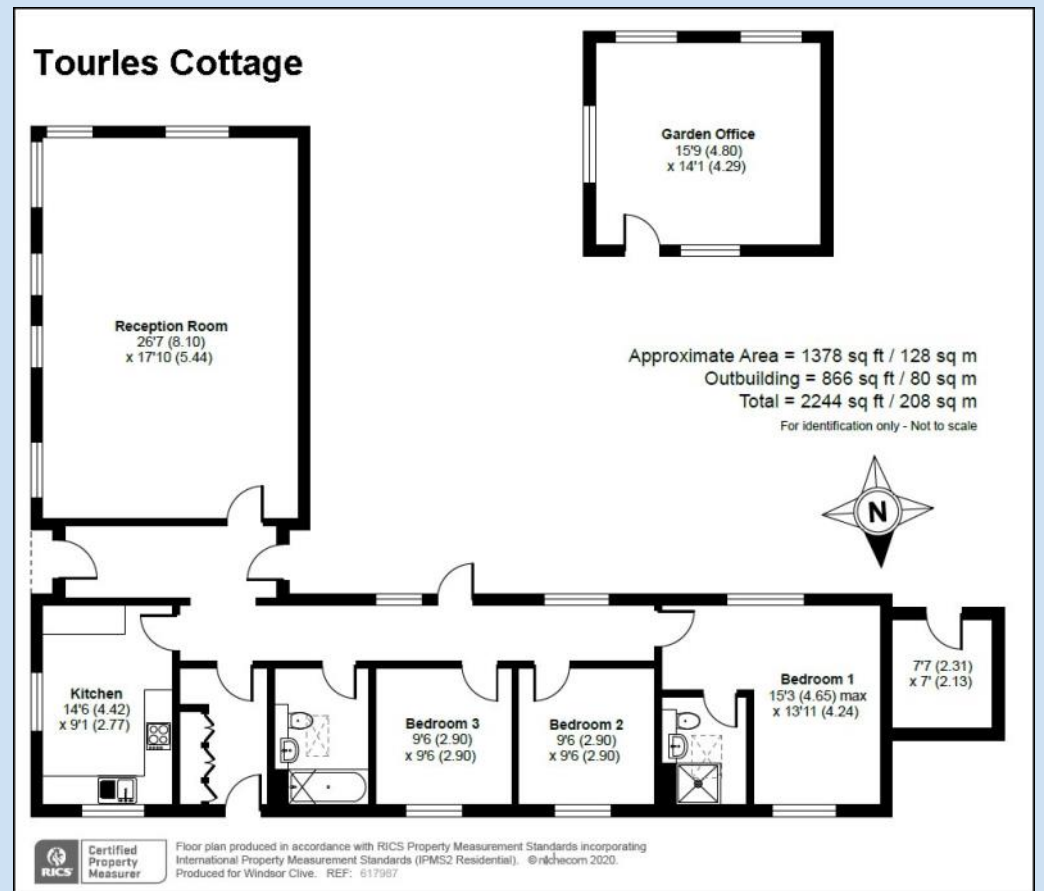 Tourles Cottage
Garden Office
15'9 (4.80)
x 14'1 (4.29)
Reception Room
26'7 (8.10)
x 17'10 (5.44)
Approximate Area = 1378 sq ft / 128 sq m
Outbuilding = 866 sq ft / 80 sq m
Total = 2244 sq ft / 208 sq m
For identification only - Not to scale
N
Kitchen
14'6 (4.42)
x 9'1 (2.77)
Bedroom 3
9'6 (2.90)
x 9'6 (2.90)
Bedroom 2
9'6 (2.90)
x 9'6 (2.90)
Bedroom 1
15'3 (4.65) max
x 13'11 (4.24)
7'7 (2.31)
x 7' (2.13)
RICS
Certified
Property
Measurer
Floor plan produced in accordance with RICS Property Measurement Standards incorporating
International Property Measurement Standards (IPMS2 Residential). © nichecom 2020.
Produced for Windsor Clive. REF: 617987